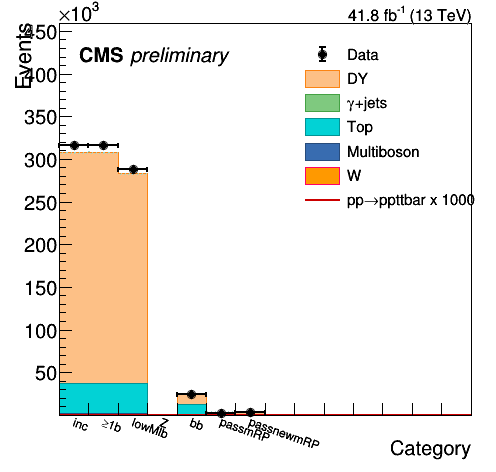 ×10³
41.8 fb⁻¹ (13 TeV)
Events
CMS preliminary
Data
DY
γ+jets
Top
Multiboson
W
pp→ppttbar x 1000
450
400
350
300
250
200
150
100
50
inc
≥1b
lowMlb
Z
bb
passmRP
passnewmRP
Category